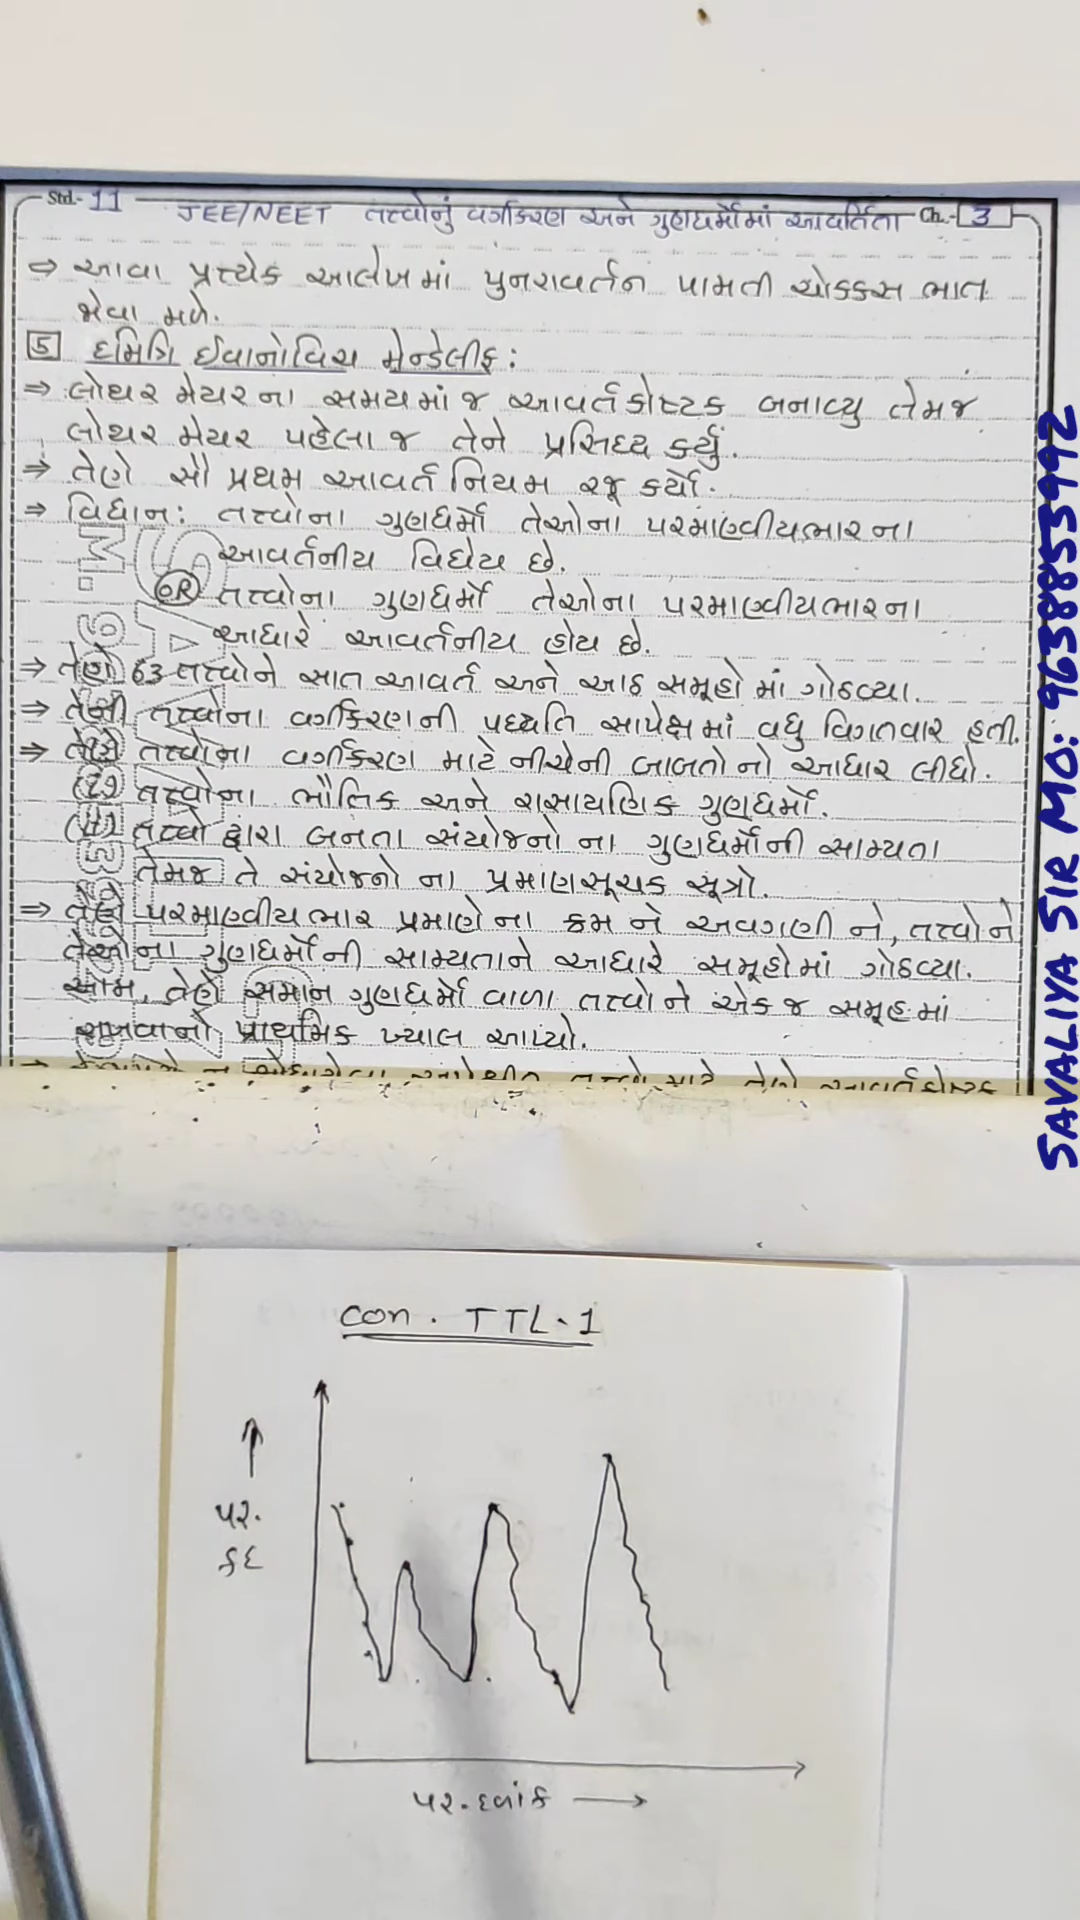 Std.- 11 JEE/NEET તત્ત્વોનું વર્ગીકરણ અને ગુણધર્મોમાં આવર્તિતા Ch.- 3
⇒ આવા પ્રત્યેક આલેખમાં પુનરાવર્તન પામતી ચોક્કસ ભાત
જોવા મળે.
5 દમિત્રિ ઈવાનોવિચ મેન્ડેલીફ :
⇒ લોથર મેયરના સમયમાં જ આવર્તકોષ્ટક બનાવ્યુ તેમજ
લોથર મેયર પહેલા જ તેને પ્રસિધ્ધ કર્યું.
⇒ તેણે સૌ પ્રથમ આવર્ત નિયમ રજૂ કર્યો.
⇒ વિધાન: તત્ત્વોના ગુણધર્મો તેઓના પરમાણ્વીયભારના
આવર્તનીય વિધેય છે.
OR તત્ત્વોના ગુણધર્મો તેઓના પરમાણ્વીયભારના
આધારે આવર્તનીય હોય છે.
⇒ તેણે 63 તત્ત્વોને સાત આવર્ત અને આઠ સમૂહો માં ગોઠવ્યા.
⇒ તેની તત્ત્વોના વર્ગીકરણની પધ્ધતિ સાપેક્ષમાં વધુ વિગતવાર હતી.
⇒ તેણે તત્ત્વોના વર્ગીકરણ માટે નીચેની બાબતો નો આધાર લીધો.
તત્ત્વોના ભૌતિક અને રાસાયણિક ગુણધર્મો.
તત્વો દ્વારા બનતા સંયોજનો ના ગુણધર્મોની સામ્યતા
તેમજ તે સંયોજનો ના પ્રમાણસૂચક સૂત્રો.
⇒ તેણે પરમાણ્વીયભાર પ્રમાણેના ક્રમ ને અવગણી ને, તત્ત્વોને
તેઓના ગુણધર્મોની સામ્યતાને આધારે સમૂહોમાં ગોઠવ્યા.
આમ, તેણે સમાન ગુણધર્મો વાળા તત્ત્વોને એક જ સમૂહમાં
રાખવાનો પ્રાથમિક ખ્યાલ આપ્યો.
SAVALIYA SIR MO: 9638853992
con. TTL-1
પર.
કદ
પર.દળાંક